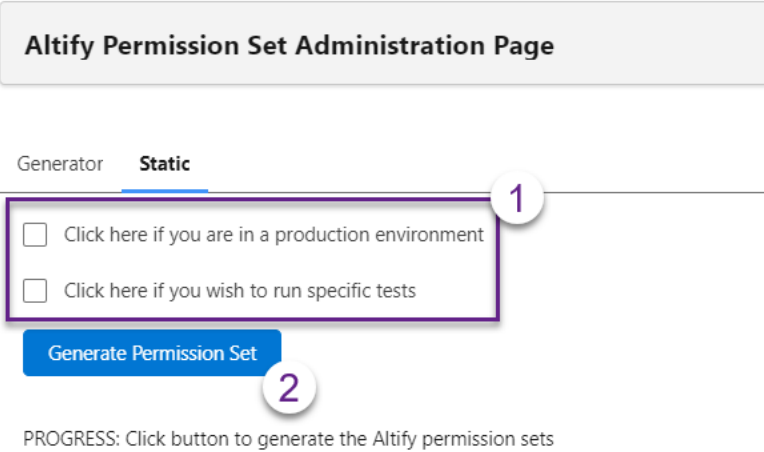 Altify Permission Set Administration Page
Generator Static
1
Click here if you are in a production environment
Click here if you wish to run specific tests
Generate Permission Set
2
PROGRESS: Click button to generate the Altify permission sets